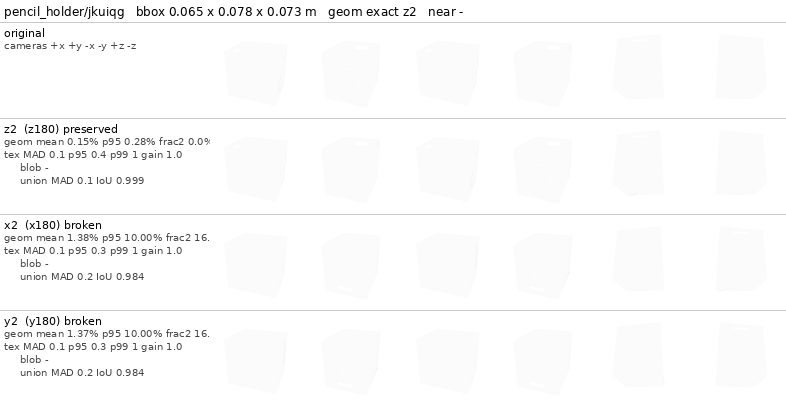 pencil_holder/jkuiqg   bbox 0.065 x 0.078 x 0.073 m   geom exact z2   near -
original
cameras +x +y -x -y +z -z
z2  (z180) preserved
geom mean 0.15% p95 0.28% frac2 0.0%
tex MAD 0.1 p95 0.4 p99 1 gain 1.0
blob -
union MAD 0.1 IoU 0.999
x2  (x180) broken
geom mean 1.38% p95 10.00% frac2 16.
tex MAD 0.1 p95 0.3 p99 1 gain 1.0
blob -
union MAD 0.2 IoU 0.984
y2  (y180) broken
geom mean 1.37% p95 10.00% frac2 16.
tex MAD 0.1 p95 0.3 p99 1 gain 1.0
blob -
union MAD 0.2 IoU 0.984